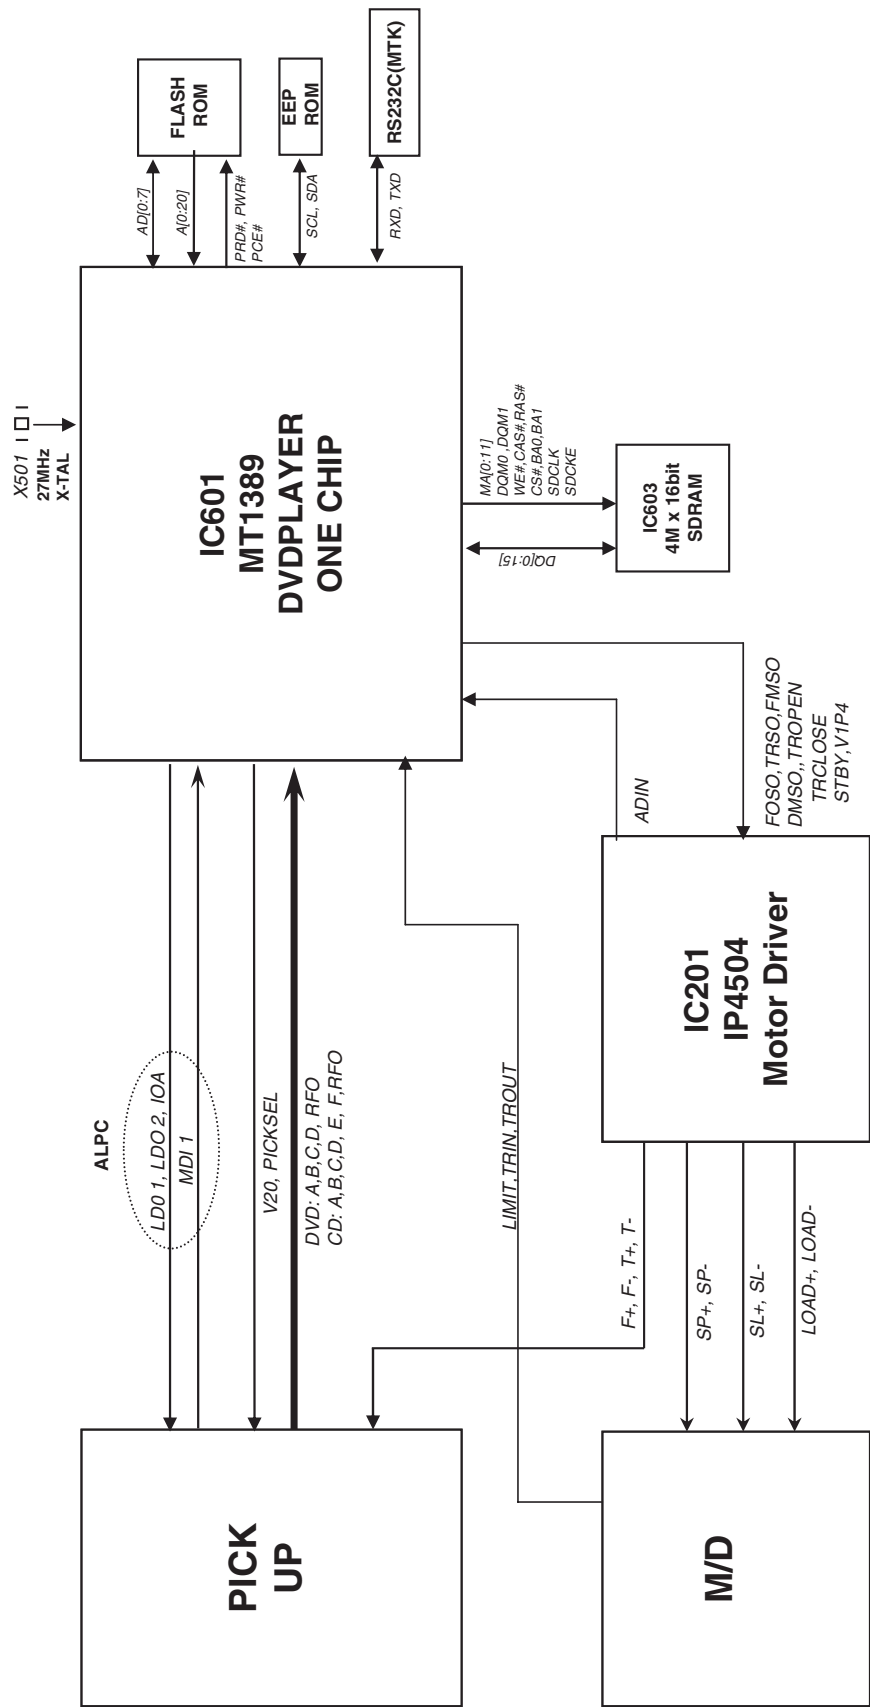 X501
27MHz
X-TAL
FLASH
ROM
EEP
ROM
RS232C(MTK)
AD[0:7]
A[0:20]
PRD#, PWR#
PCE#
SCL, SDA
RXD, TXD
IC601
MT1389
DVDPLAYER
ONE CHIP
MA[0:11]
DQM0 ,DQM1
WE#,CAS#,RAS#
CS#,BA0,BA1
SDCLK
SDCKE
DQ[0:15]
IC603
4M x 16bit
SDRAM
ALPC
LD0 1, LDO 2, IOA
MDI 1
V20, PICKSEL
DVD: A,B,C,D, RFO
CD: A,B,C,D, E, F,RFO
LIMIT,TRIN,TROUT
ADIN
FOSO,TRSO,FMSO
DMSO,,TROPEN
TRCLOSE
STBY,V1P4
IC201
IP4504
Motor Driver
F+, F-, T+, T-
SP+, SP-
SL+, SL-
LOAD+, LOAD-
PICK
UP
M/D